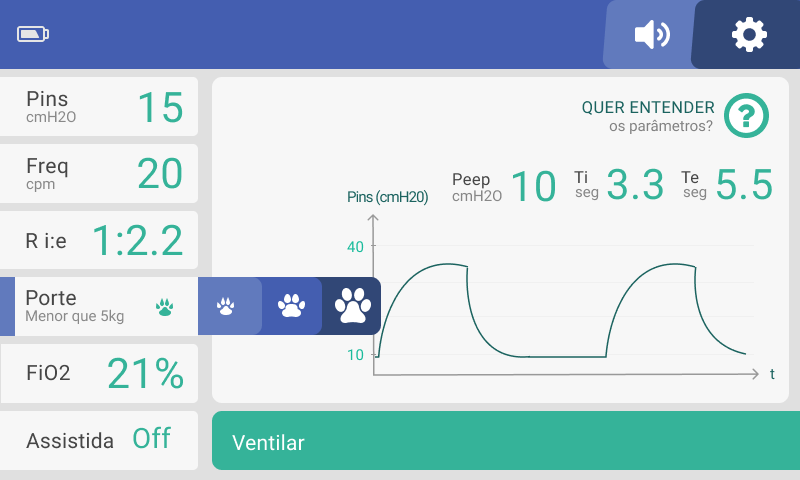 Pins
cmH2O
15
Freq
cpm
20
R i:e
1:2.2
Porte
Menor que 5kg
FiO2
21%
Assistida
Off
QUER ENTENDER
os parâmetros?
?
Peep
cmH2O
10
Ti
seg
3.3
Te
seg
5.5
Pins (cmH20)
40
10
t
Ventilar